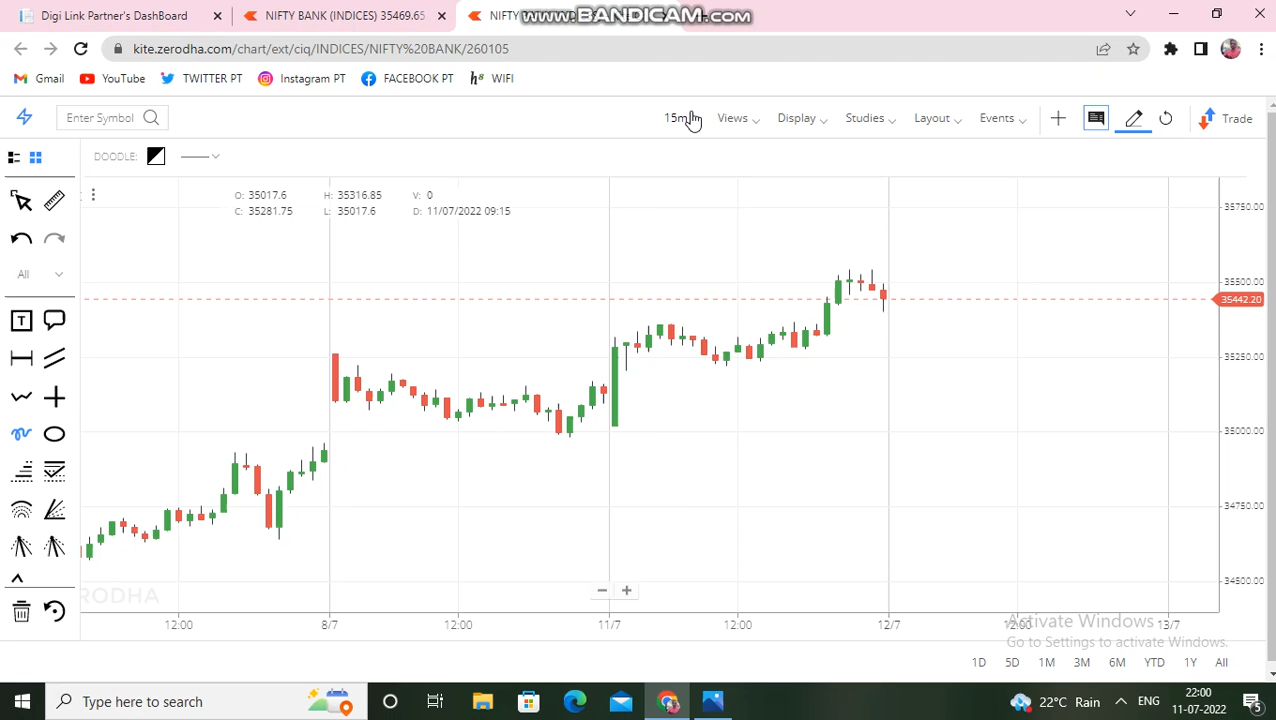 Digi Link Partner's DashBoard
NIFTY BANK (INDICES) 35469.65
NIFTY
www.BANDICAM.com
kite.zerodha.com/chart/ext/ciq/INDICES/NIFTY%20BANK/260105
Gmail YouTube TWITTER PT Instagram PT FACEBOOK PT WIFI
Enter Symbol
Views Display Studies Layout Events Trade
DOODLE:
O: 35017.6 H: 35316.85 V: 0
C: 35281.75 L: 35017.6 D: 11/07/2022 09:15
All
T
35750.00
35500.00
35442.20
35250.00
35000.00
34750.00
34500.00
ZERODHA
12:00 8/7 12:00 11/7 12:00 12/7 12:00 13/7
Activate Windows
Go to Settings to activate Windows.
1D 5D 1M 3M 6M YTD 1Y All
Type here to search
22°C Rain ENG
22:00
11-07-2022
5